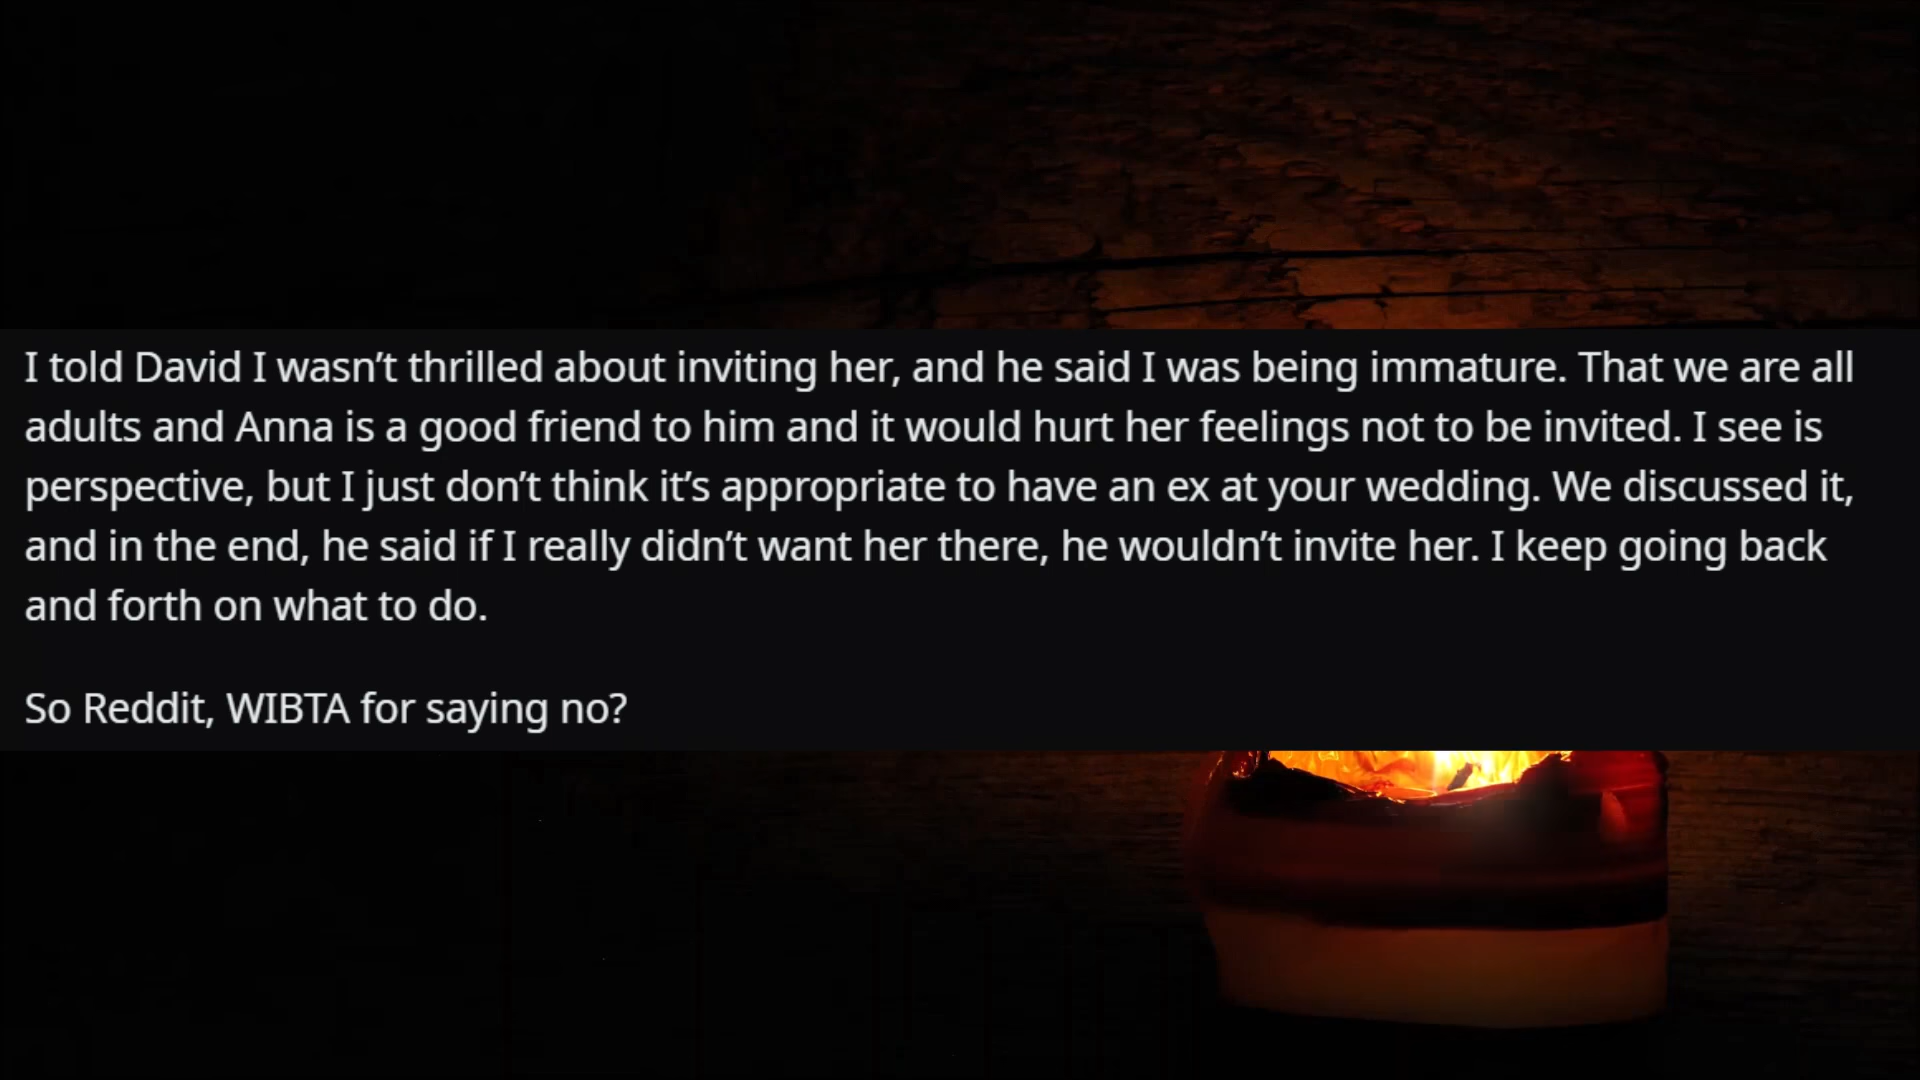 I told David I wasn’t thrilled about inviting her, and he said I was being immature. That we are all
adults and Anna is a good friend to him and it would hurt her feelings not to be invited. I see is
perspective, but I just don’t think it’s appropriate to have an ex at your wedding. We discussed it,
and in the end, he said if I really didn’t want her there, he wouldn’t invite her. I keep going back
and forth on what to do.
So Reddit, WIBTA for saying no?